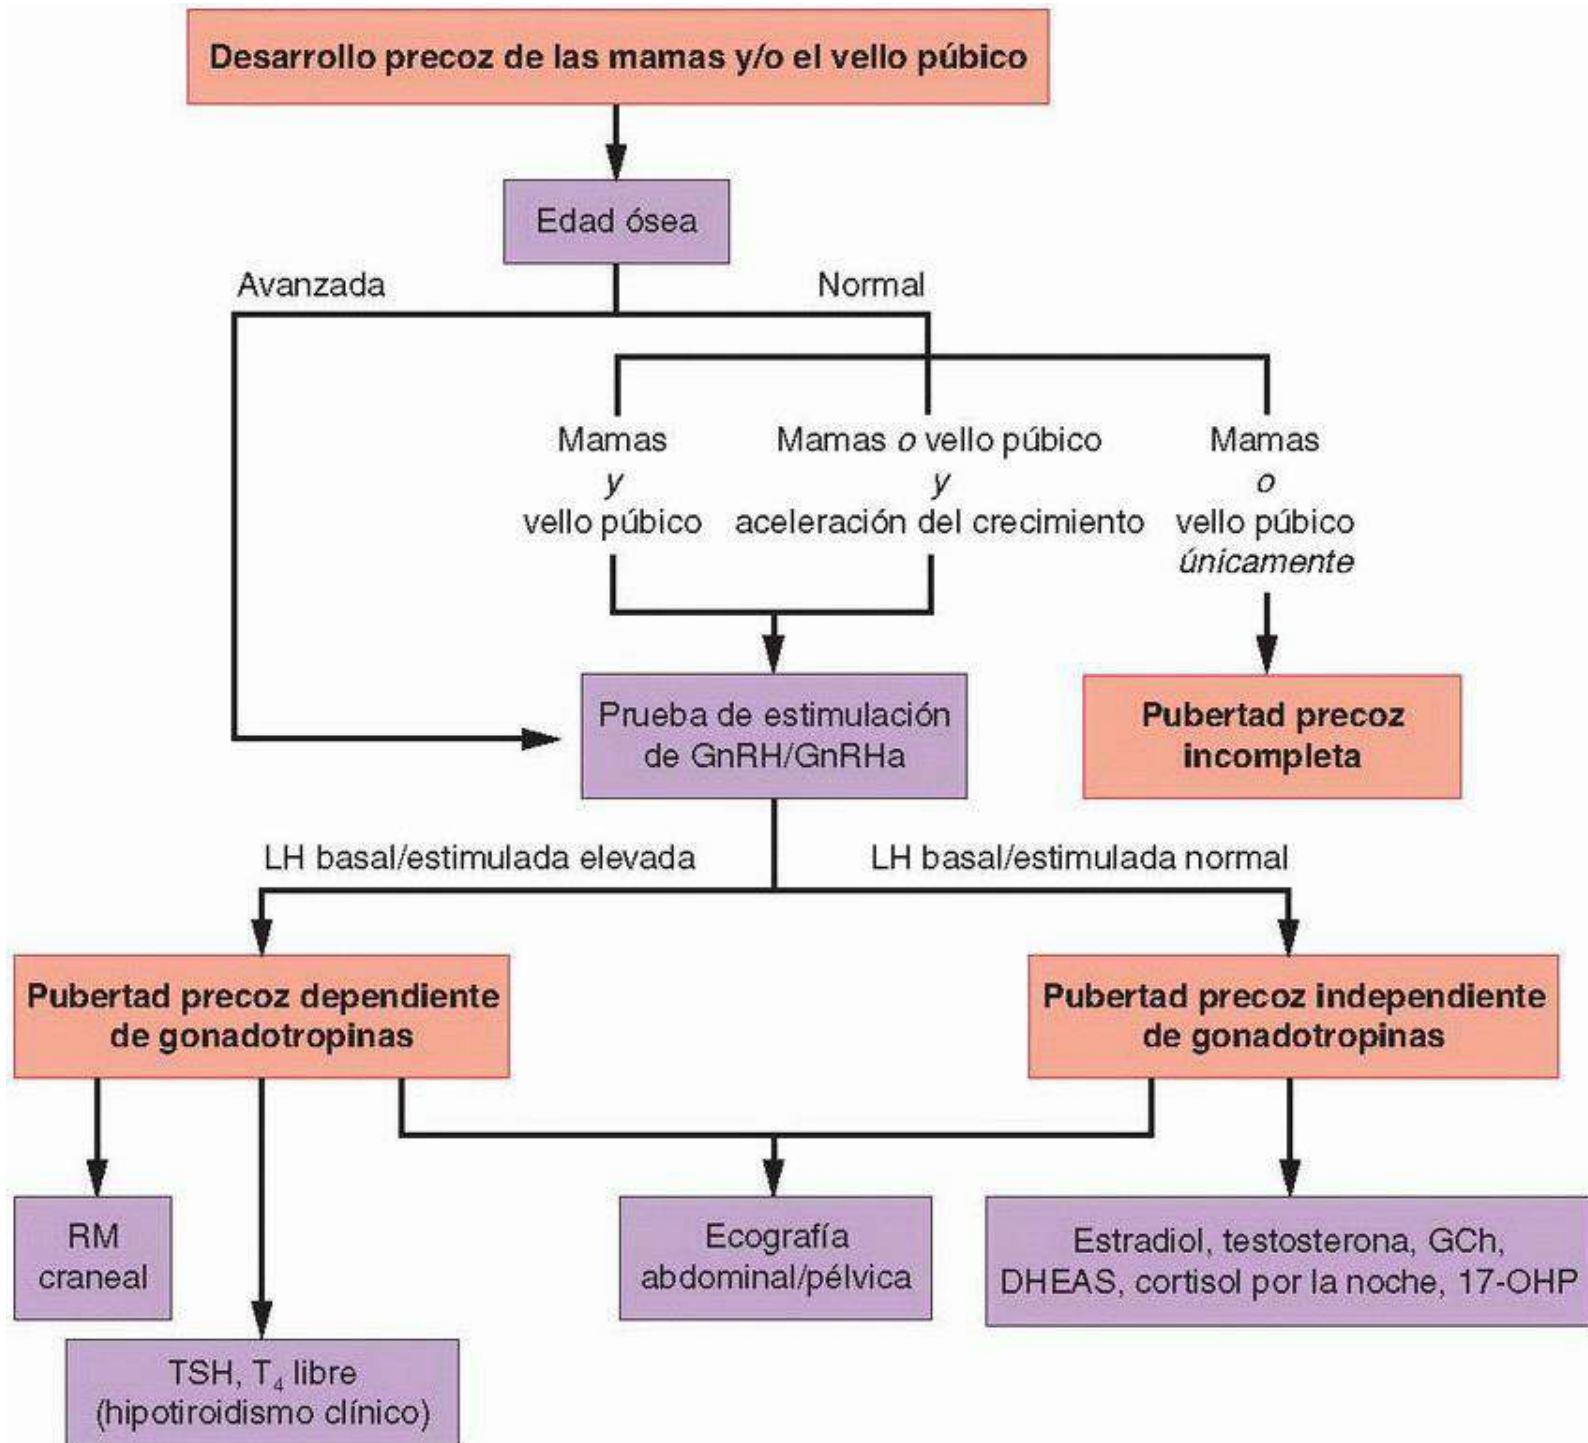 Desarrollo precoz de las mamas y/o el vello púbico
Edad ósea
Avanzada
Normal
Mamas
y
vello púbico
Mamas o vello púbico
y
aceleración del crecimiento
Mamas
o
vello púbico
únicamente
Prueba de estimulación
de GnRH/GnRHa
Pubertad precoz
incompleta
LH basal/estimulada elevada
LH basal/estimulada normal
Pubertad precoz dependiente
de gonadotropinas
Pubertad precoz independiente
de gonadotropinas
RM
craneal
Ecografía
abdominal/pélvica
Estradiol, testosterona, GCh,
DHEAS, cortisol por la noche, 17-OHP
TSH, T₄ libre
(hipotiroidismo clínico)